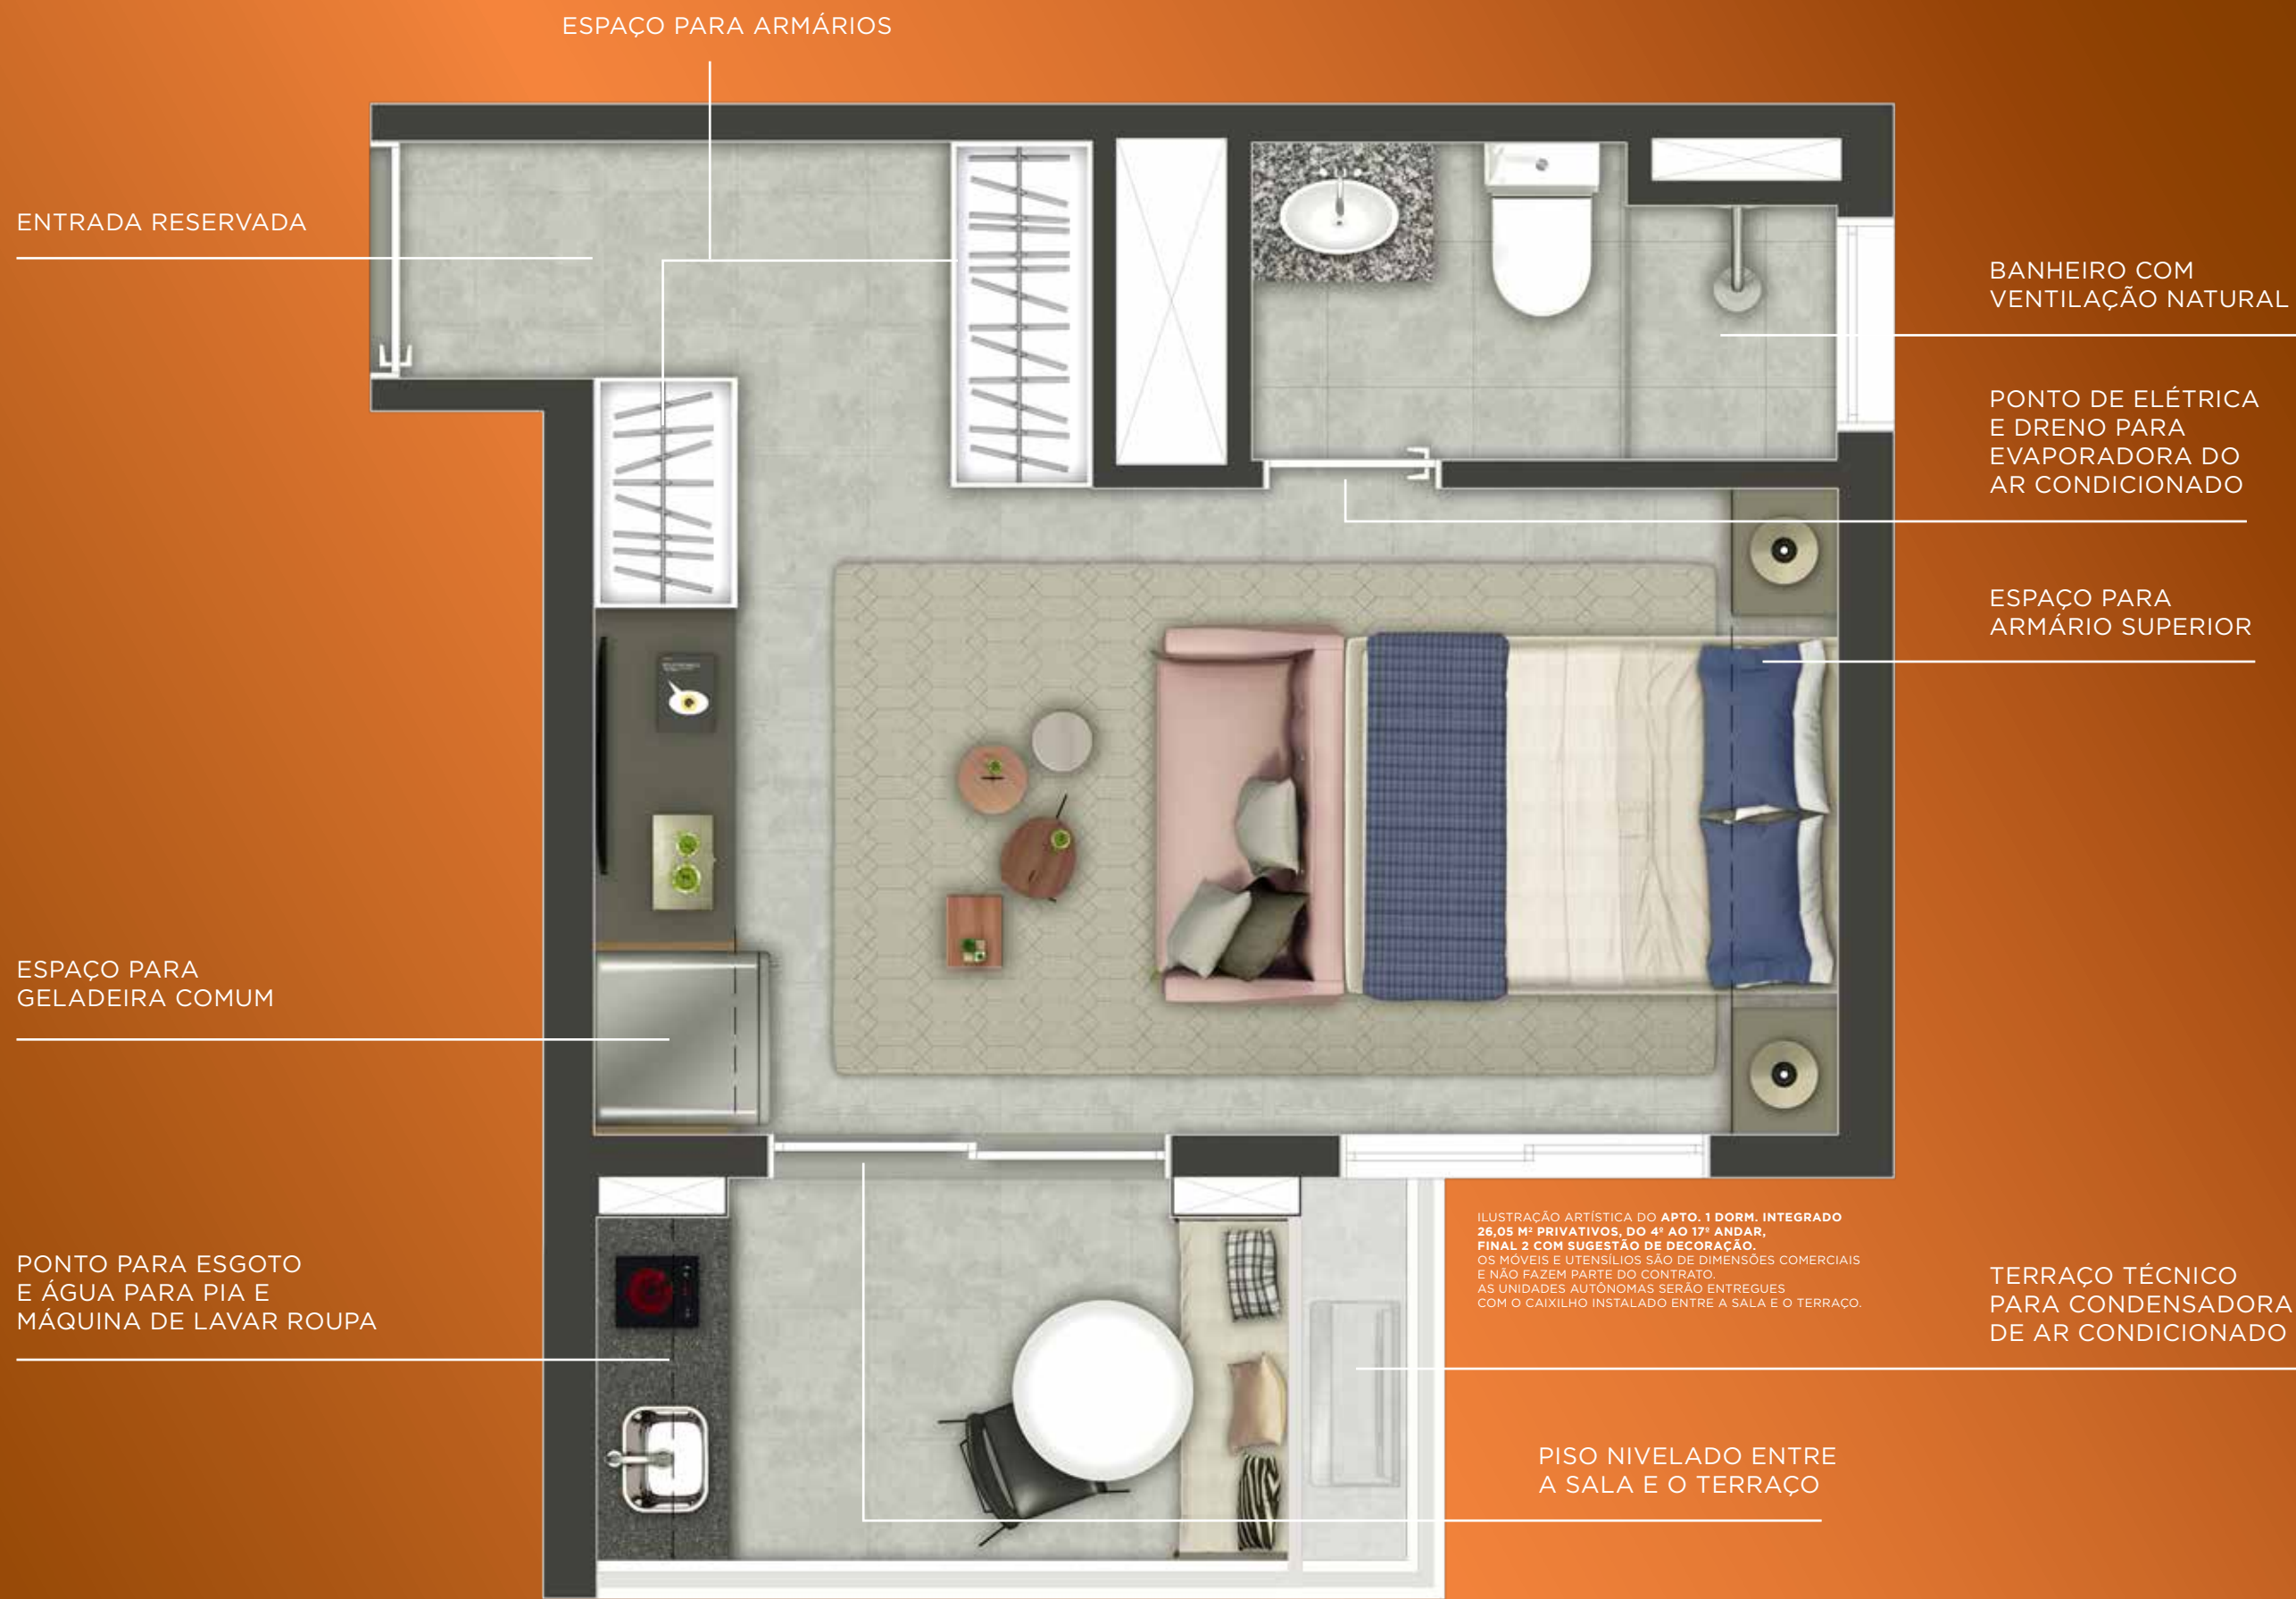 ESPAÇO PARA ARMÁRIOS
ENTRADA RESERVADA
BANHEIRO COM
VENTILAÇÃO NATURAL
PONTO DE ELÉTRICA
E DRENO PARA
EVAPORADORA DO
AR CONDICIONADO
ESPAÇO PARA
ARMÁRIO SUPERIOR
ESPAÇO PARA
GELADEIRA COMUM
PONTO PARA ESGOTO
E ÁGUA PARA PIA E
MÁQUINA DE LAVAR ROUPA
ILUSTRAÇÃO ARTÍSTICA DO APTO. 1 DORM. INTEGRADO
26,05 M² PRIVATIVOS, DO 4º AO 17º ANDAR,
FINAL 2 COM SUGESTÃO DE DECORAÇÃO.
OS MÓVEIS E UTENSÍLIOS SÃO DE DIMENSÕES COMERCIAIS
E NÃO FAZEM PARTE DO CONTRATO.
AS UNIDADES AUTÔNOMAS SERÃO ENTREGUES
COM O CAIXILHO INSTALADO ENTRE A SALA E O TERRAÇO.
TERRAÇO TÉCNICO
PARA CONDENSADORA
DE AR CONDICIONADO
PISO NIVELADO ENTRE
A SALA E O TERRAÇO